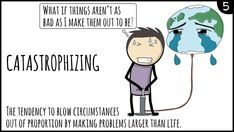 WHAT IF THINGS AREN'T AS
BAD AS I MAKE THEM OUT TO BE?
5
CATASTROPHIZING
THE TENDENCY TO BLOW CIRCUMSTANCES
OUT OF PROPORTION BY MAKING PROBLEMS LARGER THAN LIFE.